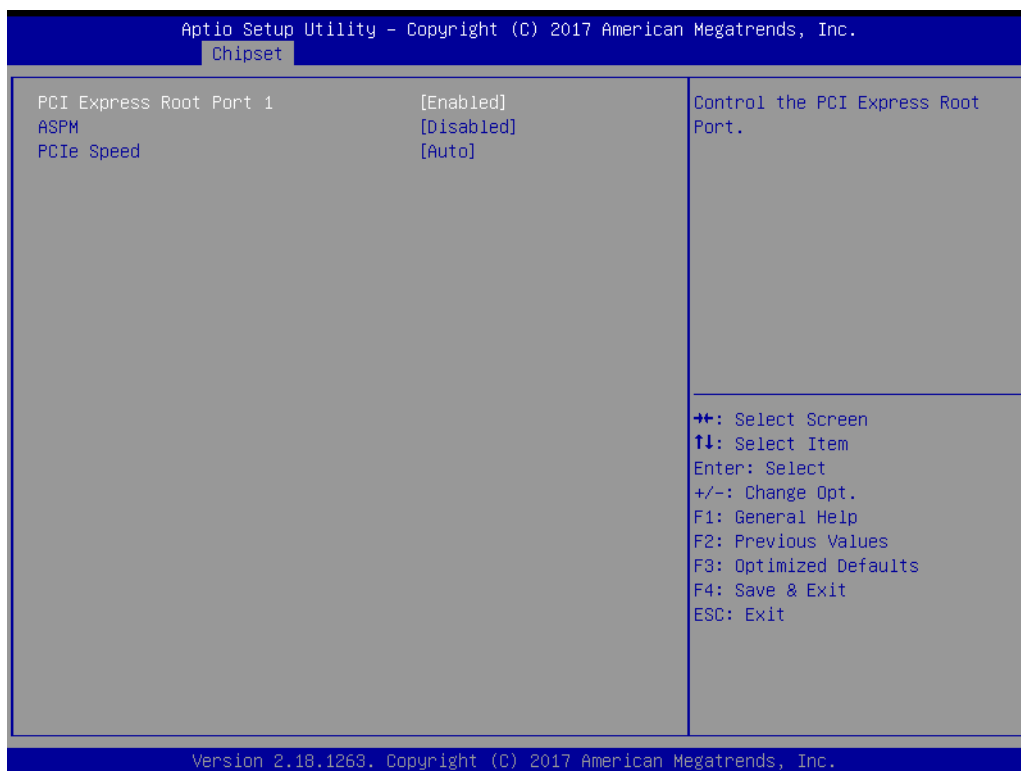 Aptio Setup Utility – Copyright (C) 2017 American Megatrends, Inc.
Chipset
PCI Express Root Port 1 [Enabled]
ASPM [Disabled]
PCIe Speed [Auto]
Control the PCI Express Root
Port.
→←: Select Screen
↑↓: Select Item
Enter: Select
+/-: Change Opt.
F1: General Help
F2: Previous Values
F3: Optimized Defaults
F4: Save & Exit
ESC: Exit
Version 2.18.1263. Copyright (C) 2017 American Megatrends, Inc.